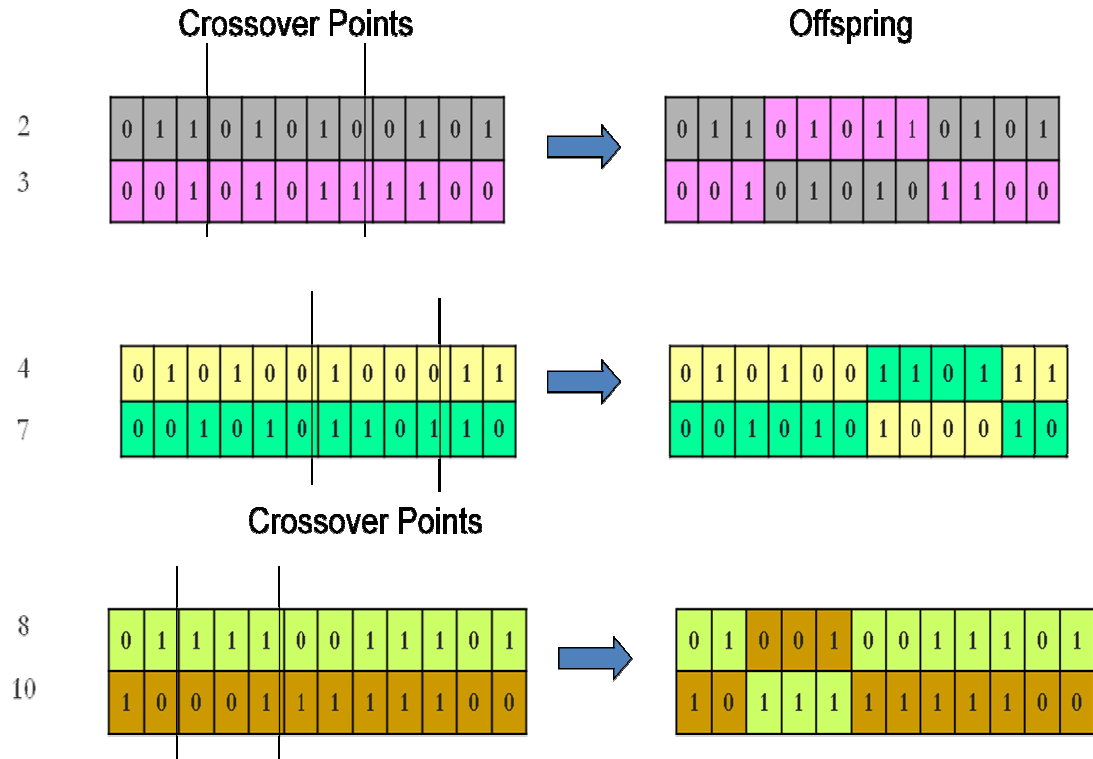 Crossover Points Offspring
2 0 1 1 0 1 0 1 0 0 1 0 1 0 1 1 0 1 0 1 1 0 1 0 1
3 0 0 1 0 1 0 1 1 1 1 0 0 0 0 1 0 1 0 1 0 1 1 0 0
4 0 1 0 1 0 0 1 0 0 0 1 1 0 1 0 1 0 0 1 1 0 1 1 1
7 0 0 1 0 1 0 1 1 0 1 1 0 0 0 1 0 1 0 1 0 0 0 1 0
Crossover Points
8 0 1 1 1 1 0 0 1 1 1 0 1 0 1 0 0 1 0 0 1 1 1 0 1
10 1 0 0 0 1 1 1 1 1 1 0 0 1 0 1 1 1 1 1 1 1 1 0 0